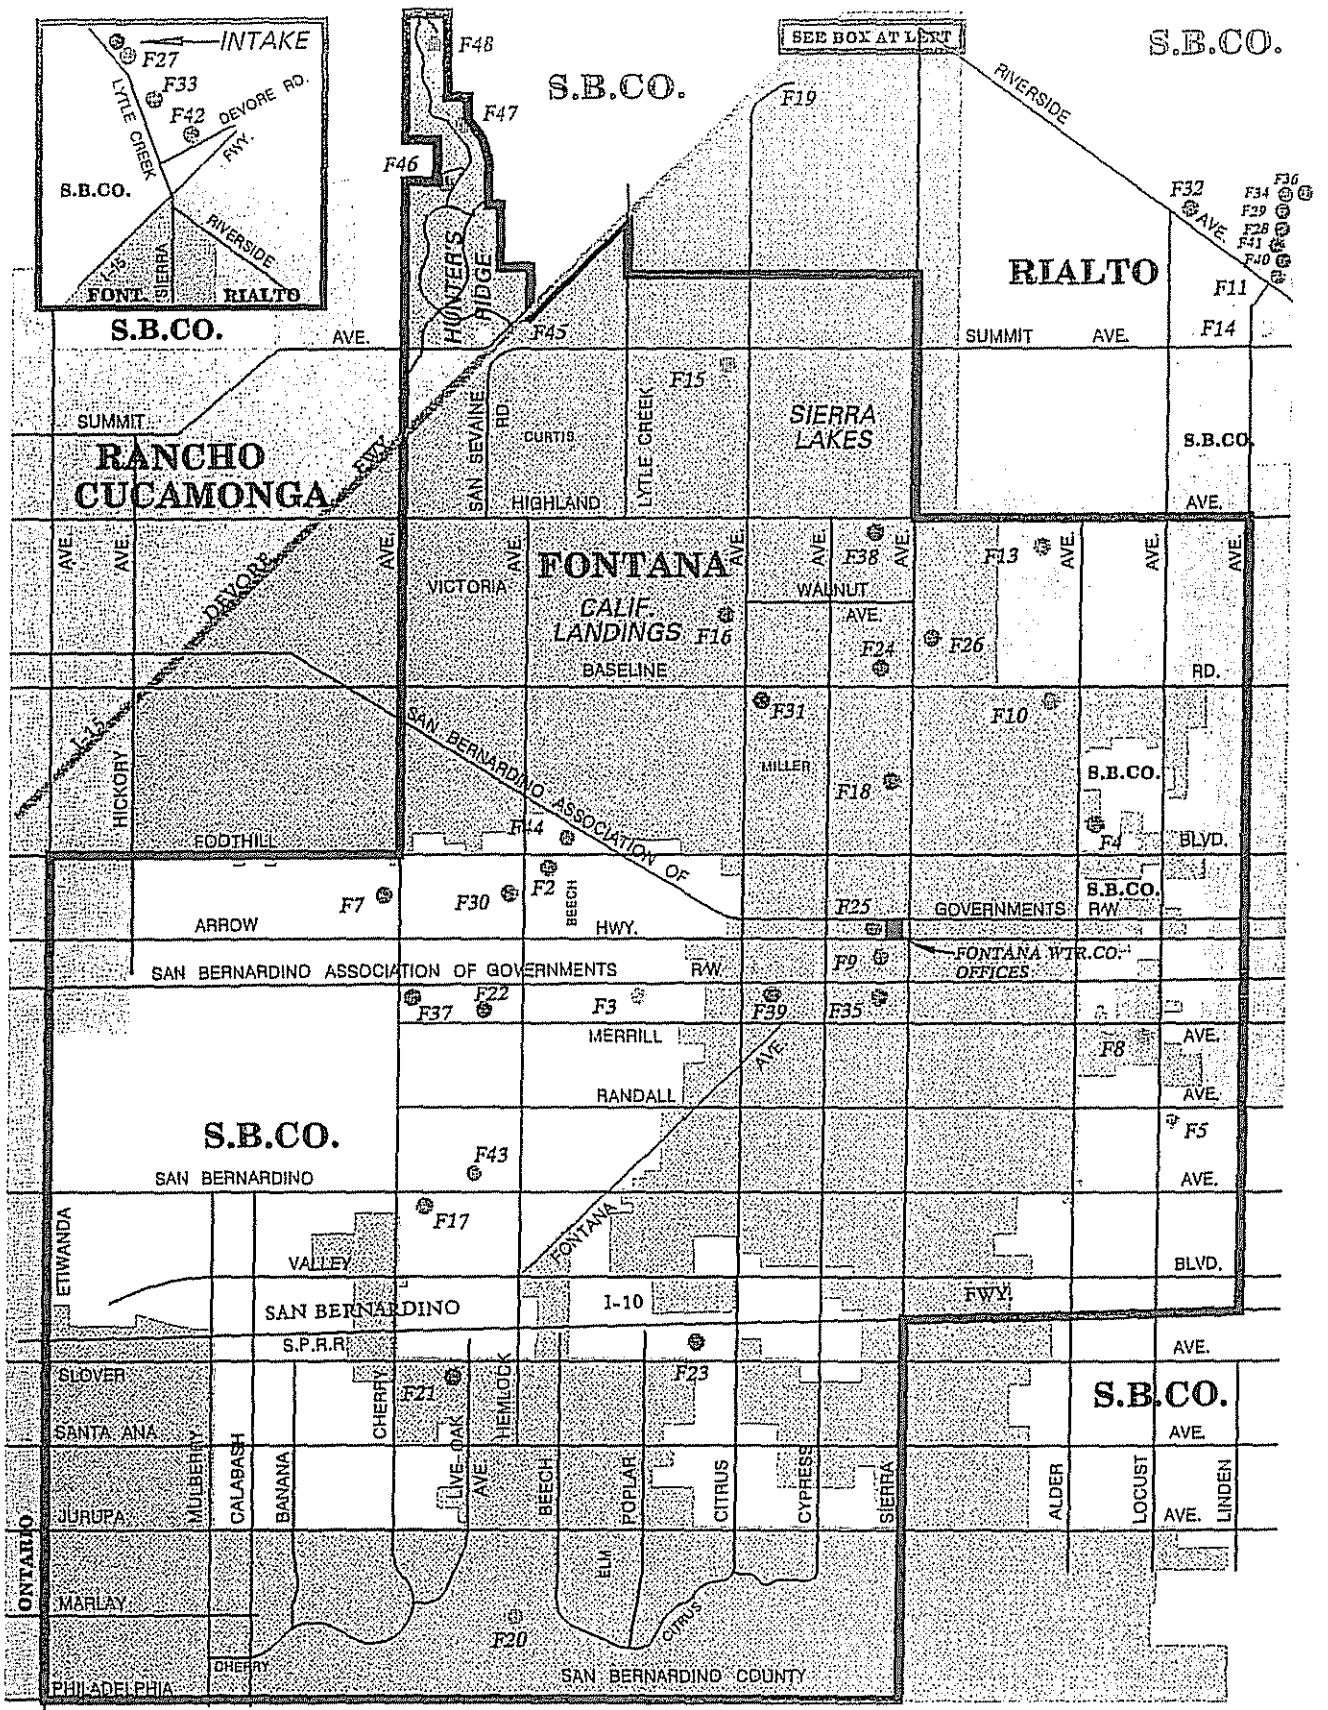 INTAKE
F27
F33
F42
DEVORE RD.
FWY.
LYTLE CREEK
S.B.CO.
RIVERSIDE
I-15
SIERRA
FONT.
RIALTO
F48
S.B.CO.
F47
F46
HUNTER'S
RIDGE
F45
SEE BOX AT LEFT
S.B.CO.
F19
RIVERSIDE
AVE.
F32
F36
F34
F29
F28
F41
F40
F11
F14
RIALTO
S.B.CO.
AVE.
SUMMIT AVE.
F15
SUMMIT
SAN SEVAINE
RD.
CURTIS
LYTLE CREEK
SIERRA
LAKES
S.B.CO.
RANCHO
CUCAMONGA
FWY
HIGHLAND
AVE.
AVE.
AVE.
AVE.
AVE.
AVE.
AVE.
AVE.
AVE.
AVE.
AVE.
DEVORE
FONTANA
F38
F13
VICTORIA
WALNUT
AVE.
CALIF.
LANDINGS
F16
F24
F26
BASELINE
RD.
F31
F10
I-15
SAN BERNARDINO ASSOCIATION OF
MILLER
S.B.CO.
HICKORY
F18
F44
F4
FOOTHILL
BLVD.
F7
F30
F2
BEECH
S.B.CO.
F25
GOVERNMENTS R/W
ARROW
HWY.
FONTANA WTR.CO.
OFFICES
SAN BERNARDINO ASSOCIATION OF GOVERNMENTS R/W
F9
F37
F22
F3
F39
F35
MERRILL
AVE.
F8
AVE.
RANDALL
AVE.
S.B.CO.
F5
F43
SAN BERNARDINO
AVE.
F17
FONTANA
ETIWANDA
VALLEY
BLVD.
SAN BERNARDINO
I-10
FWY.
S.P.R.R.
AVE.
F23
SLOVER
F21
CHERRY
HEMLOCK
S.B.CO.
SANTA ANA
AVE.
MULBERRY
CALABASH
BANANA
LIVE OAK
AVE.
BEECH
POPLAR
CITRUS
CYPRESS
SIERRA
ALDER
LOCUST
LINDEN
JURUPA
AVE.
ONTARIO
ELM
MARLAY
F20
CITRUS
CHERRY
SAN BERNARDINO COUNTY
PHILADELPHIA